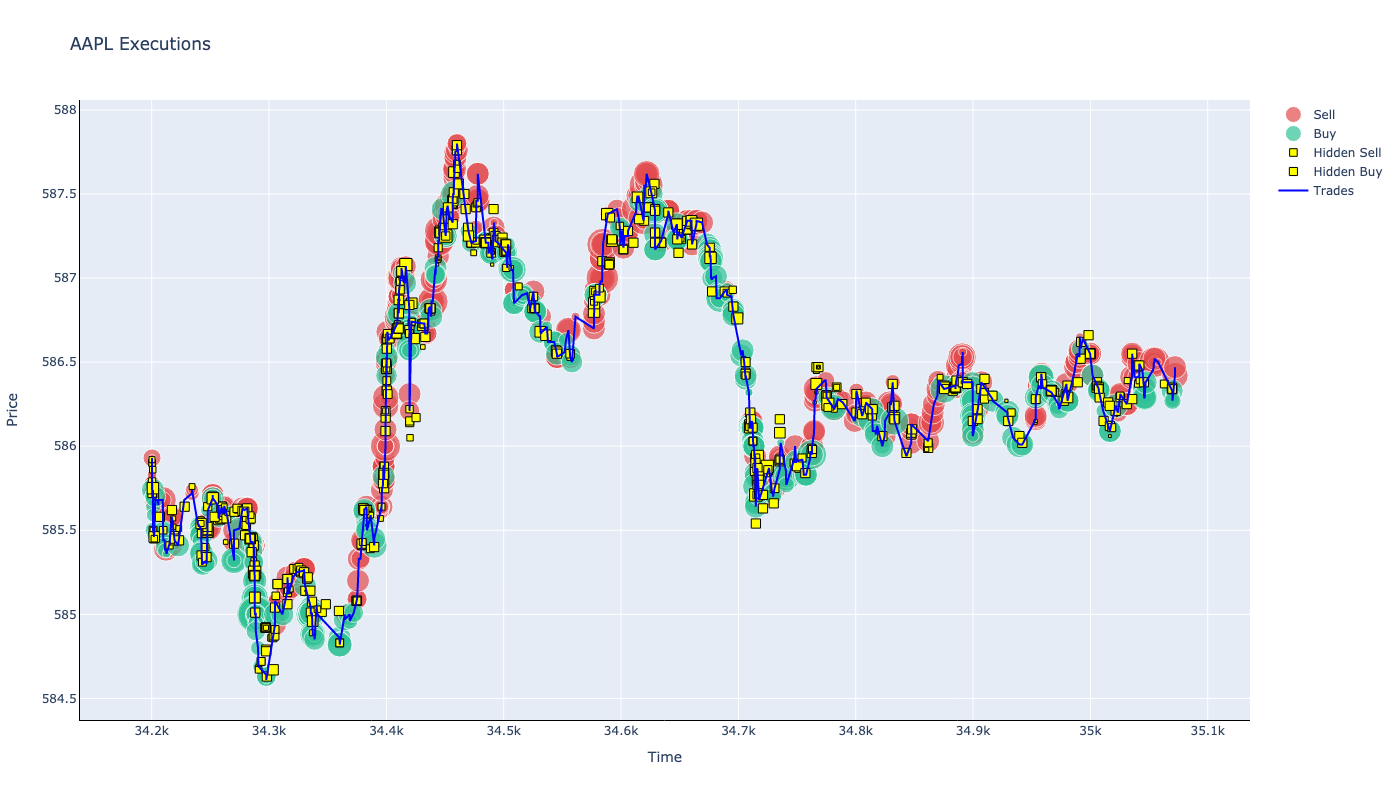 AAPL Executions
Sell
Buy
Hidden Sell
Hidden Buy
Trades
Price
588
587.5
587
586.5
586
585.5
585
584.5
34.2k
34.3k
34.4k
34.5k
34.6k
34.7k
34.8k
34.9k
35k
35.1k
Time